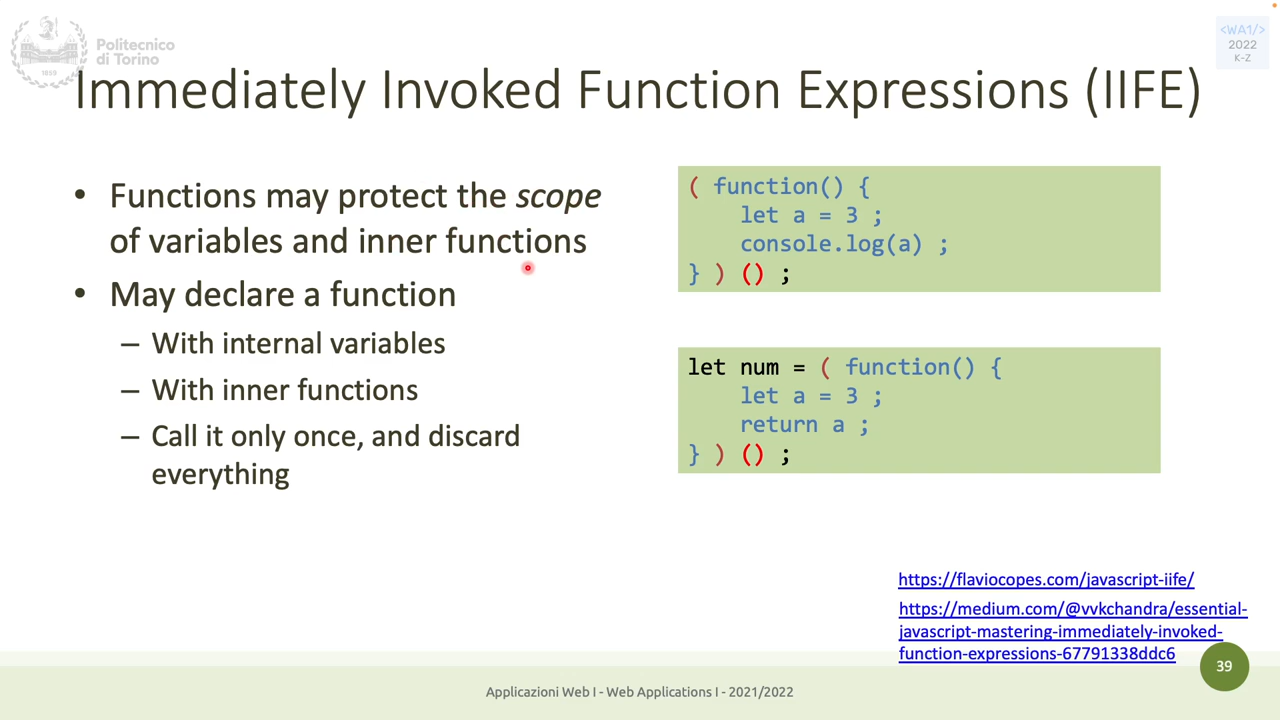 Politecnico
di Torino
1859
<WA1/>
2022
K-Z
Immediately Invoked Function Expressions (IIFE)
• Functions may protect the scope
of variables and inner functions
• May declare a function
– With internal variables
– With inner functions
– Call it only once, and discard
everything
( function() {
let a = 3 ;
console.log(a) ;
} ) () ;
let num = ( function() {
let a = 3 ;
return a ;
} ) () ;
https://flaviocopes.com/javascript-iife/
https://medium.com/@vvkchandra/essential-
javascript-mastering-immediately-invoked-
function-expressions-67791338ddc6
39
Applicazioni Web I - Web Applications I - 2021/2022